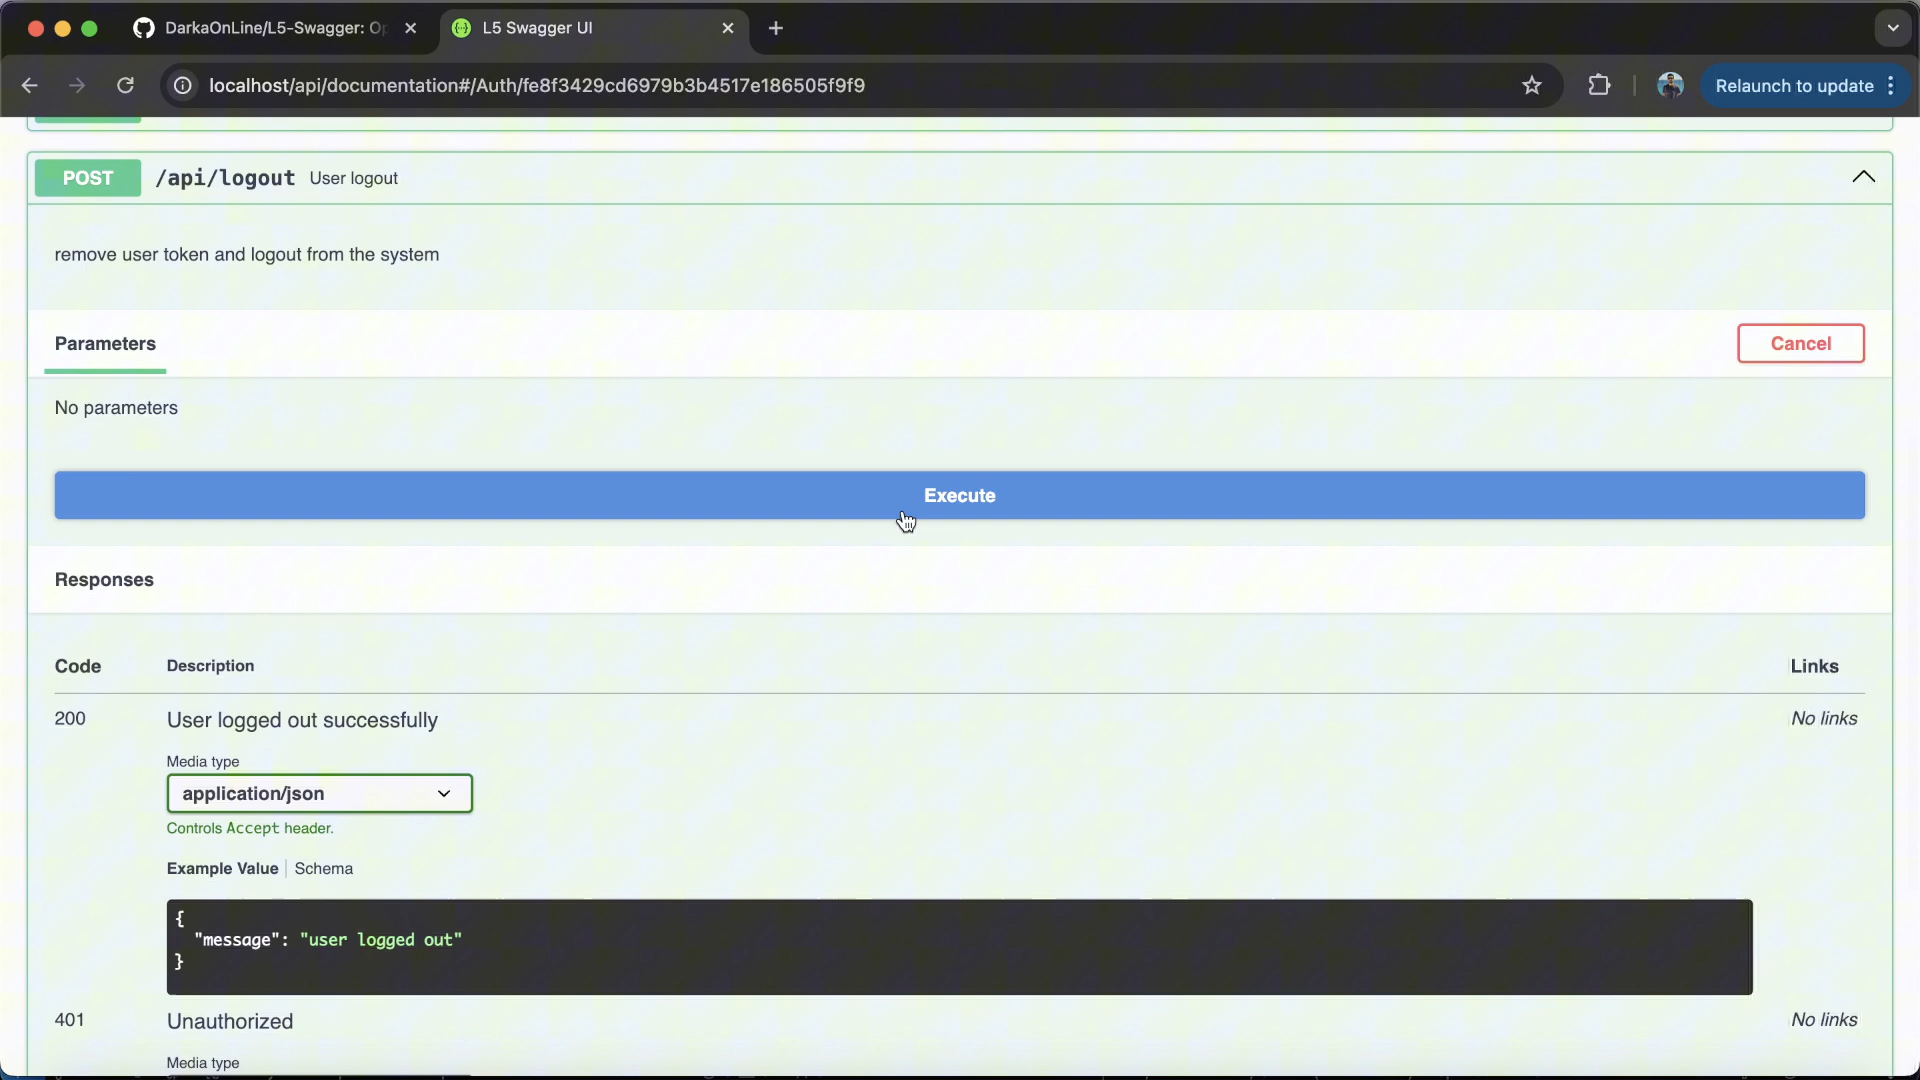 DarkaOnLine/L5-Swagger: Op
L5 Swagger UI
localhost/api/documentation#/Auth/fe8f3429cd6979b3b4517e186505f9f9
Relaunch to update
POST /api/logout User logout
remove user token and logout from the system
Parameters
Cancel
No parameters
Execute
Responses
Code Description Links
200 User logged out successfully No links
Media type
application/json
Controls Accept header.
Example Value Schema
{
"message": "user logged out"
}
401 Unauthorized No links
Media type